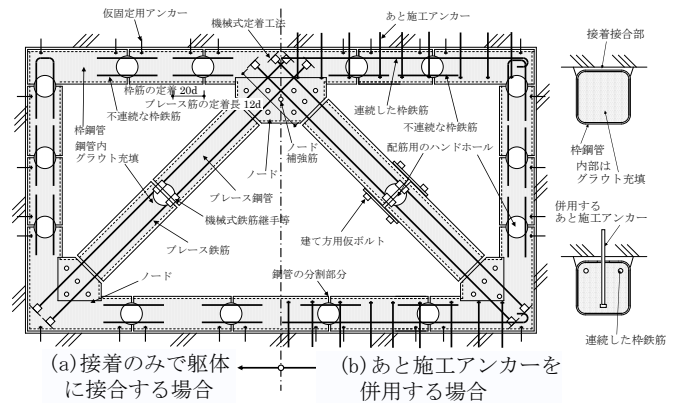 仮固定用アンカー
機械式定着工法
あと施工アンカー
接着接合部
枠筋の定着 20d
不連続な枠鉄筋
ブレース筋の定着長 12d
連続した枠鉄筋
不連続な枠鉄筋
枠鋼管
鋼管内
グラウト充填
ノード
ノード
補強筋
配筋用のハンドホール
枠鋼管
内部は
グラウト充填
ブレース鋼管
機械式鉄筋継手等
ブレース鉄筋
建て方用仮ボルト
併用する
あと施工アンカー
ノード
鋼管の分割部分
連続した枠鉄筋
(a)接着のみで躯体
に接合する場合
(b)あと施工アンカーを
併用する場合